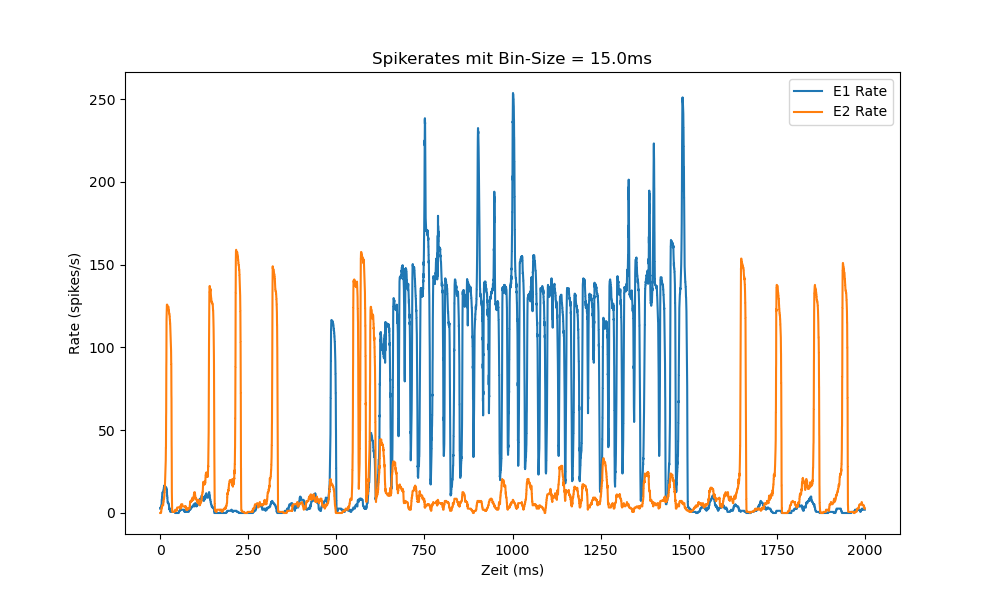 Spikerates mit Bin-Size = 15.0ms
E1 Rate
E2 Rate
Rate (spikes/s)
250
200
150
100
50
0
0 250 500 750 1000 1250 1500 1750 2000
Zeit (ms)